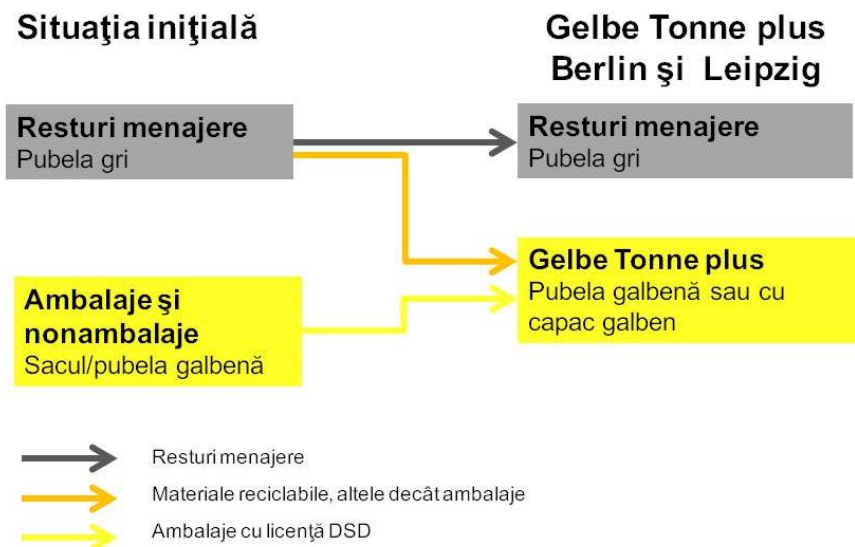 Situaţia iniţială
Gelbe Tonne plus
Berlin şi Leipzig
Resturi menajere
Pubela gri
Resturi menajere
Pubela gri
Ambalaje şi
nonambalaje
Sacul/pubela galbenă
Gelbe Tonne plus
Pubela galbenă sau cu
capac galben
Resturi menajere
Materiale reciclabile, altele decât ambalaje
Ambalaje cu licenţă DSD